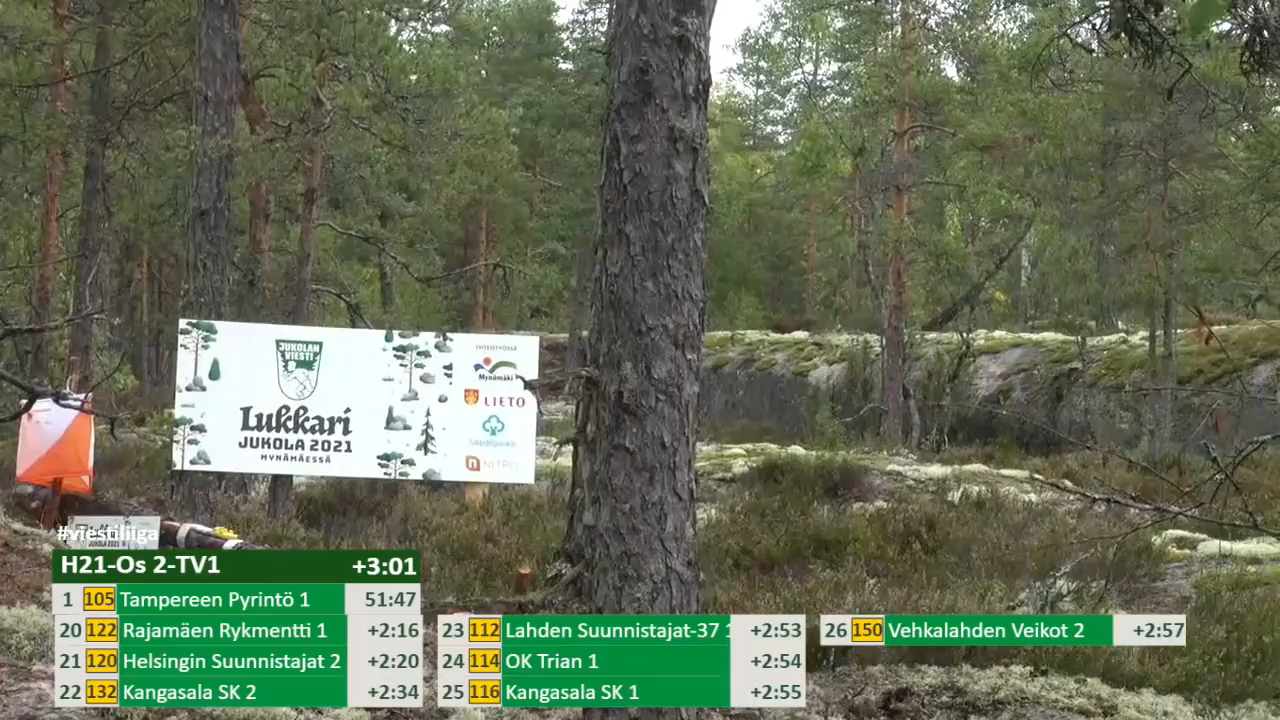 JUKOLAN
VIESTI
Lukkari
JUKOLA 2021
MYNÄMÄESSÄ
YHTEISTYÖSSÄ
Mynämäki
LIETO
NITRO
#viestiliiga
H21-Os 2-TV1 +3:01
1 105 Tampereen Pyrintö 1 51:47
20 122 Rajamäen Rykmentti 1 +2:16
21 120 Helsingin Suunnistajat 2 +2:20
22 132 Kangasala SK 2 +2:34
23 112 Lahden Suunnistajat-37 1 +2:53
24 114 OK Trian 1 +2:54
25 116 Kangasala SK 1 +2:55
26 150 Vehkalahden Veikot 2 +2:57